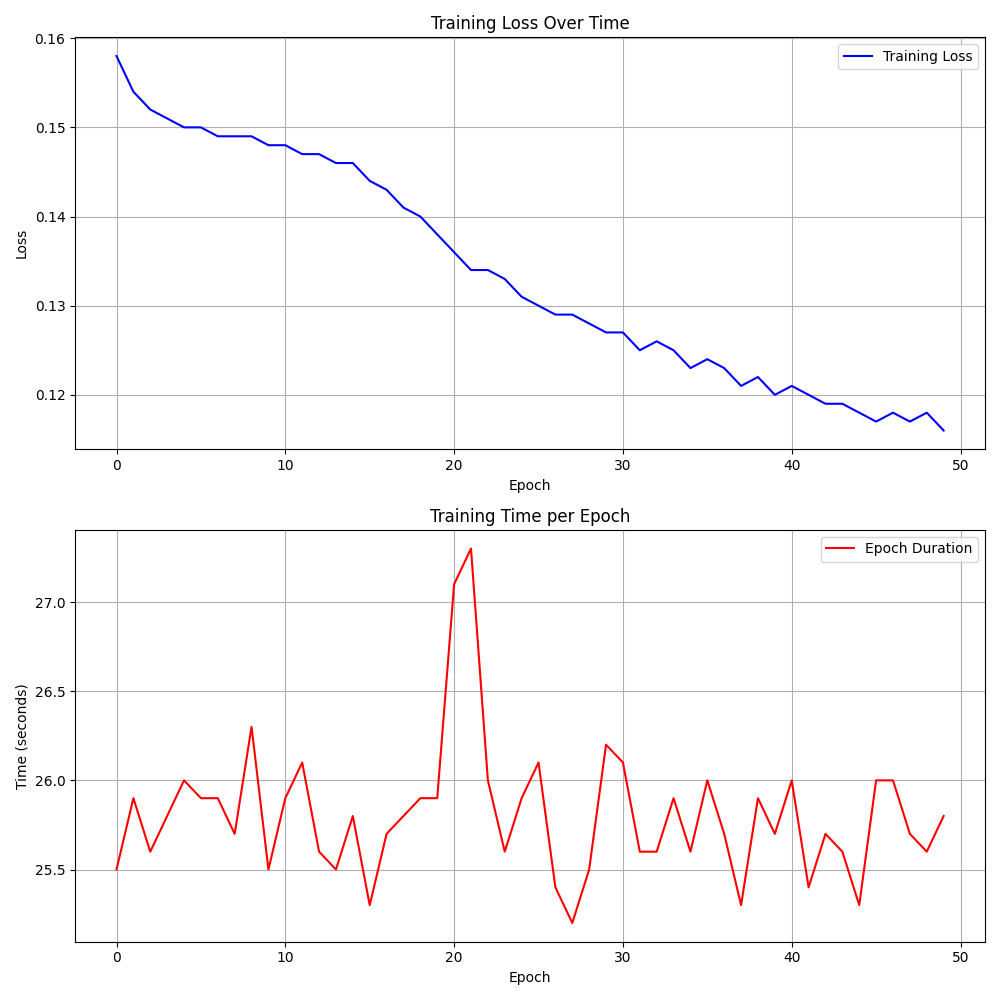 Training Loss Over Time
Training Loss
0.16
0.15
0.14
0.13
0.12
Loss
0 10 20 30 40 50
Epoch
Training Time per Epoch
Epoch Duration
27.0
26.5
26.0
25.5
Time (seconds)
0 10 20 30 40 50
Epoch